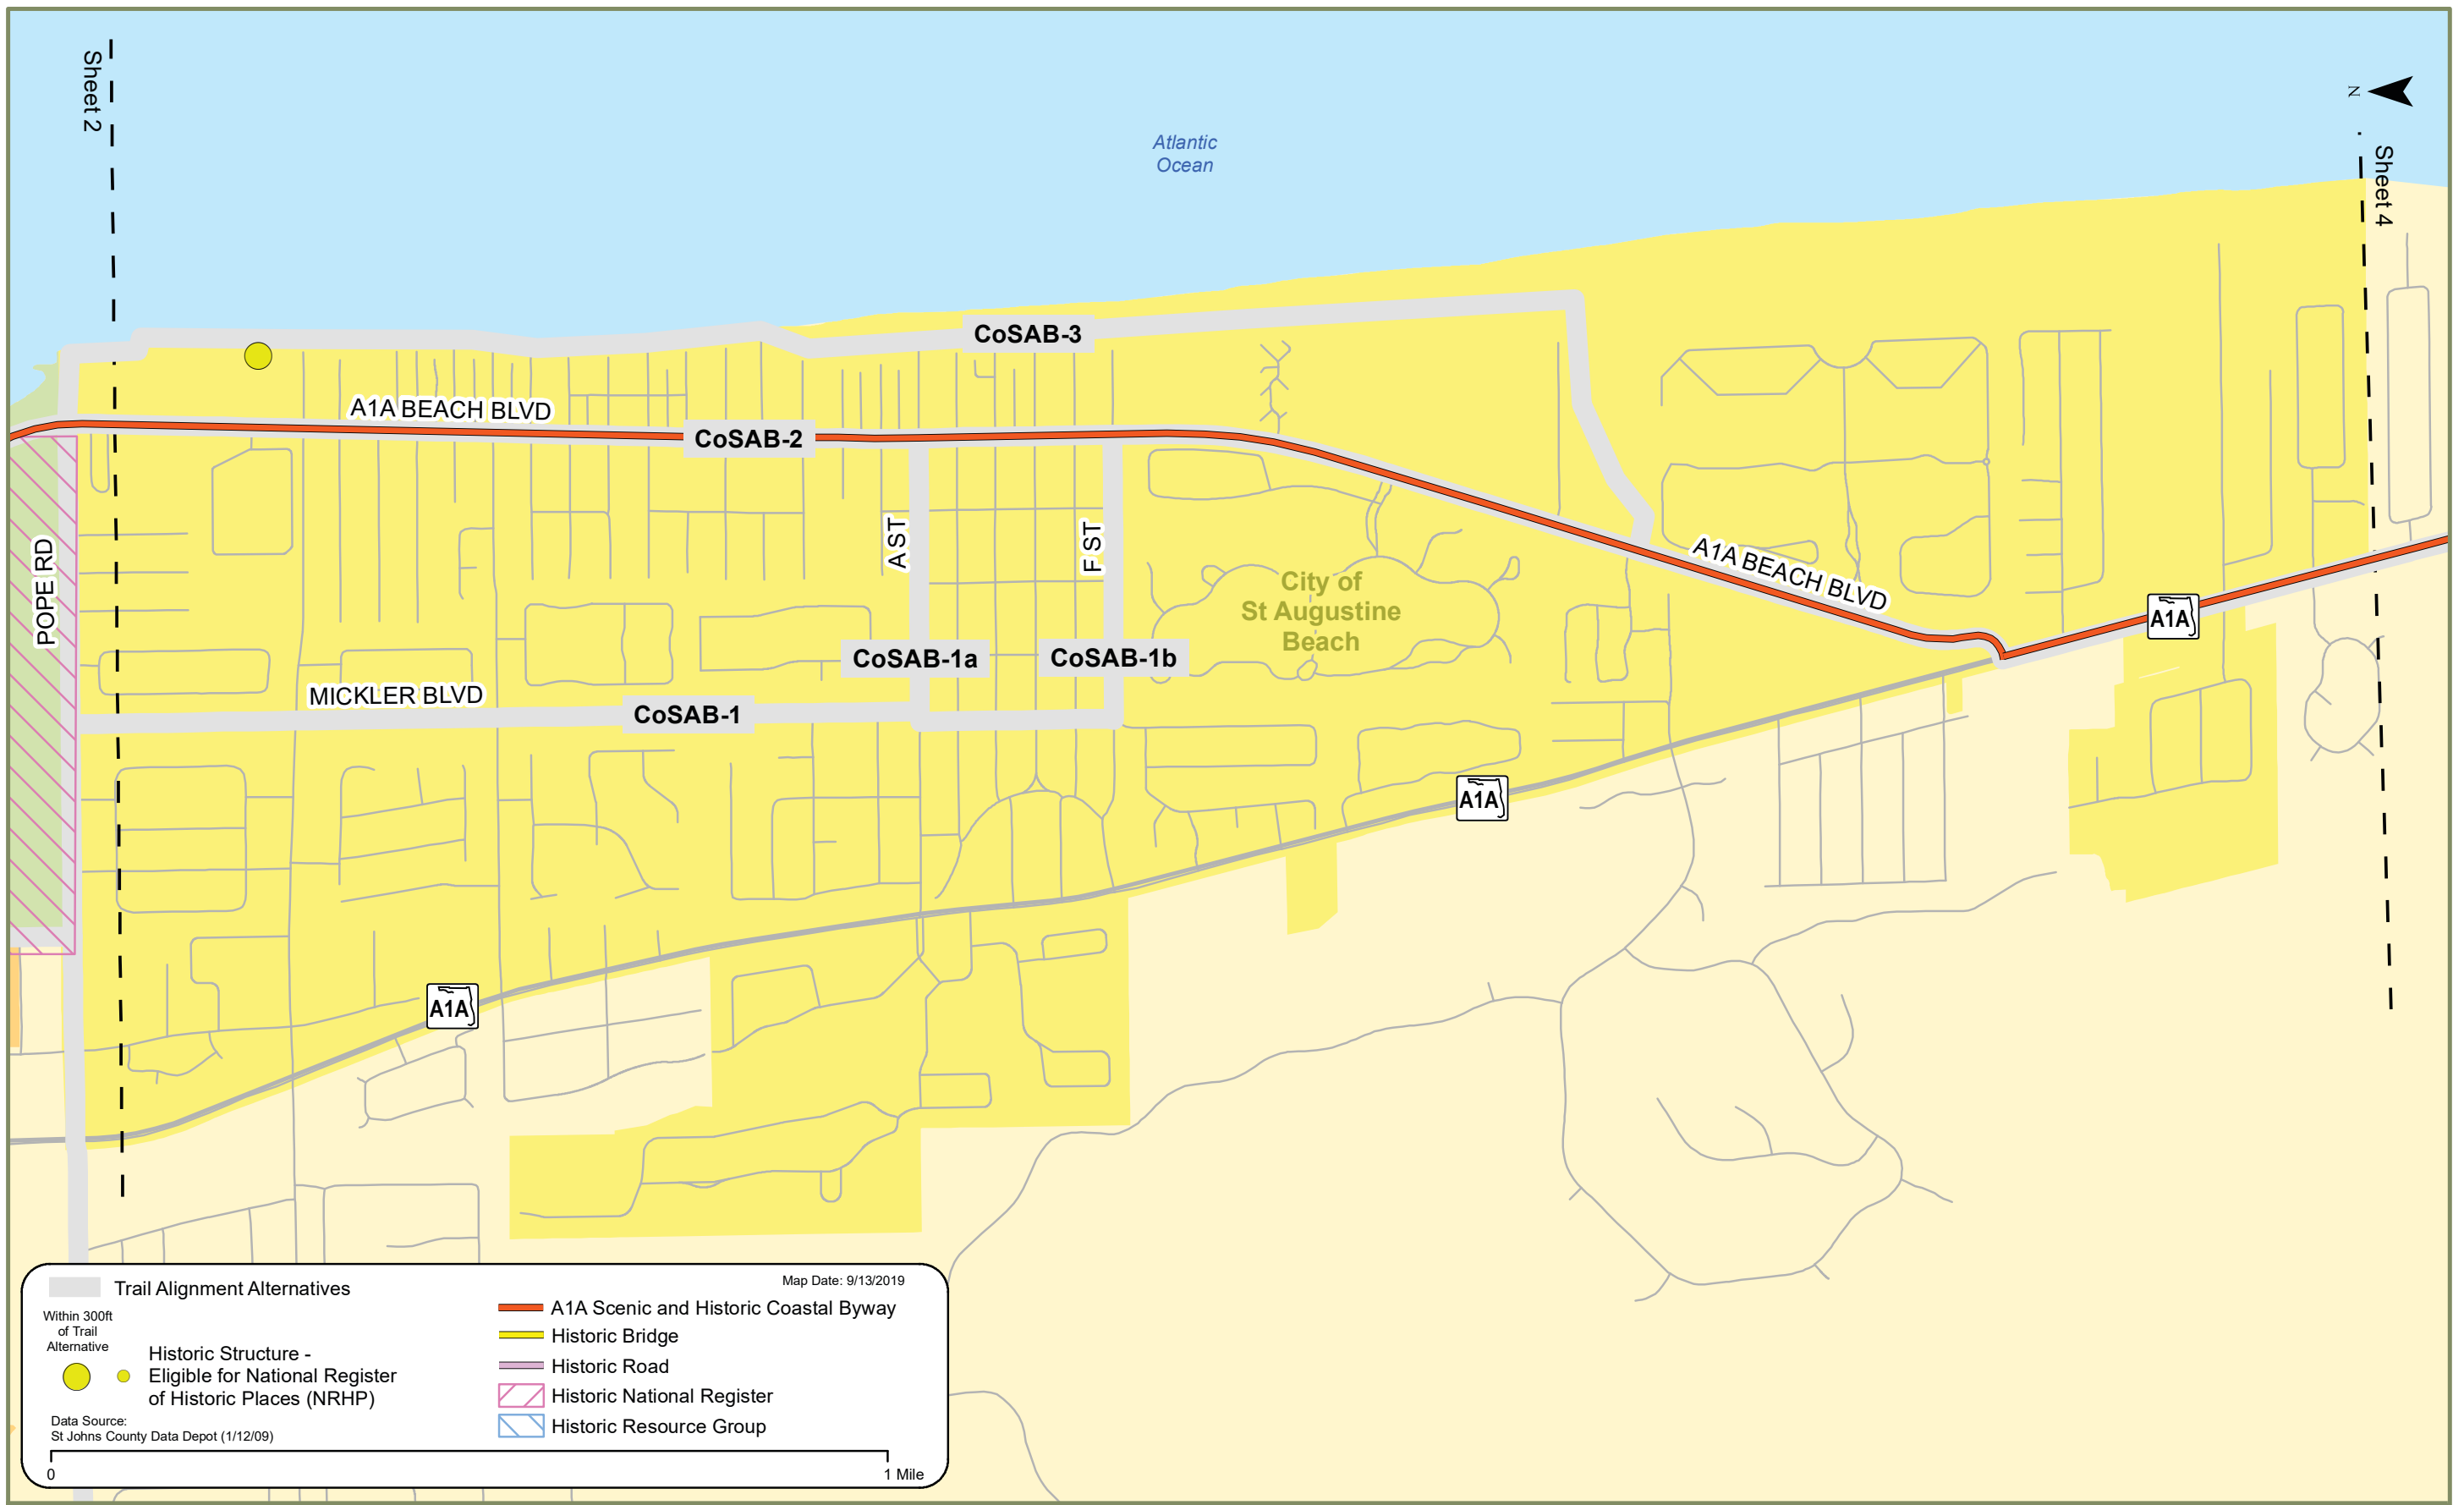 Sheet 2
N
Sheet 4
Atlantic
Ocean
CoSAB-3
A1A BEACH BLVD
CoSAB-2
A ST
F ST
POPE RD
City of
St Augustine
Beach
A1A BEACH BLVD
A1A
CoSAB-1a
CoSAB-1b
MICKLER BLVD
CoSAB-1
A1A
A1A
Trail Alignment Alternatives
Map Date: 9/13/2019
Within 300ft
of Trail
Alternative
Historic Structure -
Eligible for National Register
of Historic Places (NRHP)
A1A Scenic and Historic Coastal Byway
Historic Bridge
Historic Road
Historic National Register
Historic Resource Group
Data Source:
St Johns County Data Depot (1/12/09)
0
1 Mile